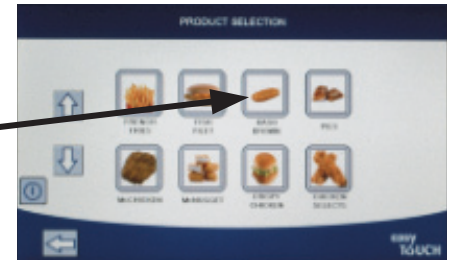 PRODUCT SELECTION
FRENCH FISH HASH PIES
FRIES FILET BROWN
McCHICKEN McNUGGET CRISPY CHICKEN
CHICKEN SELECTS
EASY
TOUCH